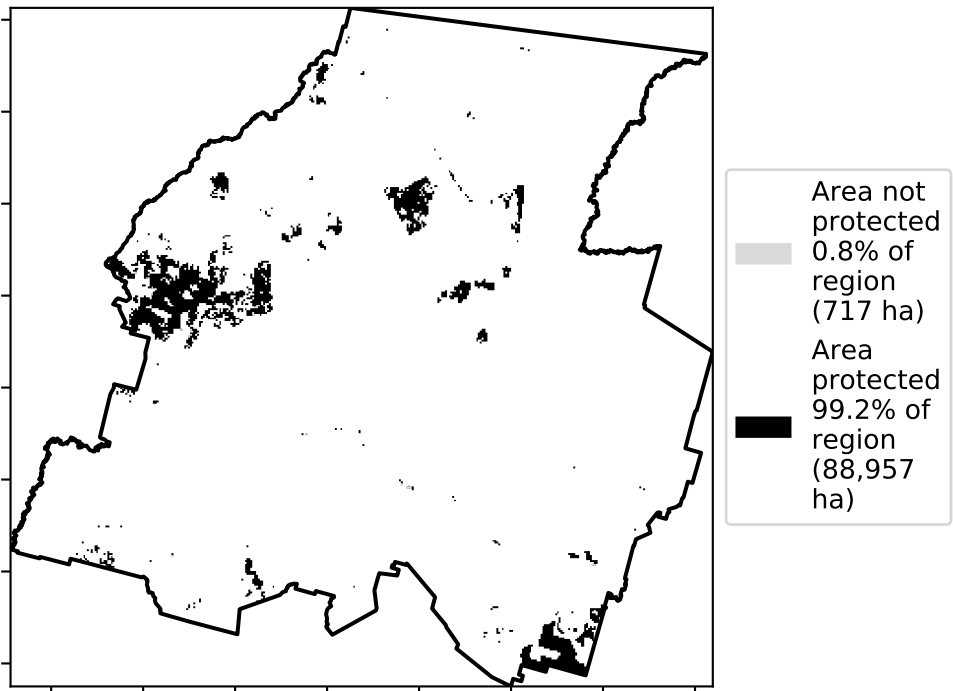 Area not
protected
0.8% of
region
(717 ha)
Area
protected
99.2% of
region
(88,957
ha)